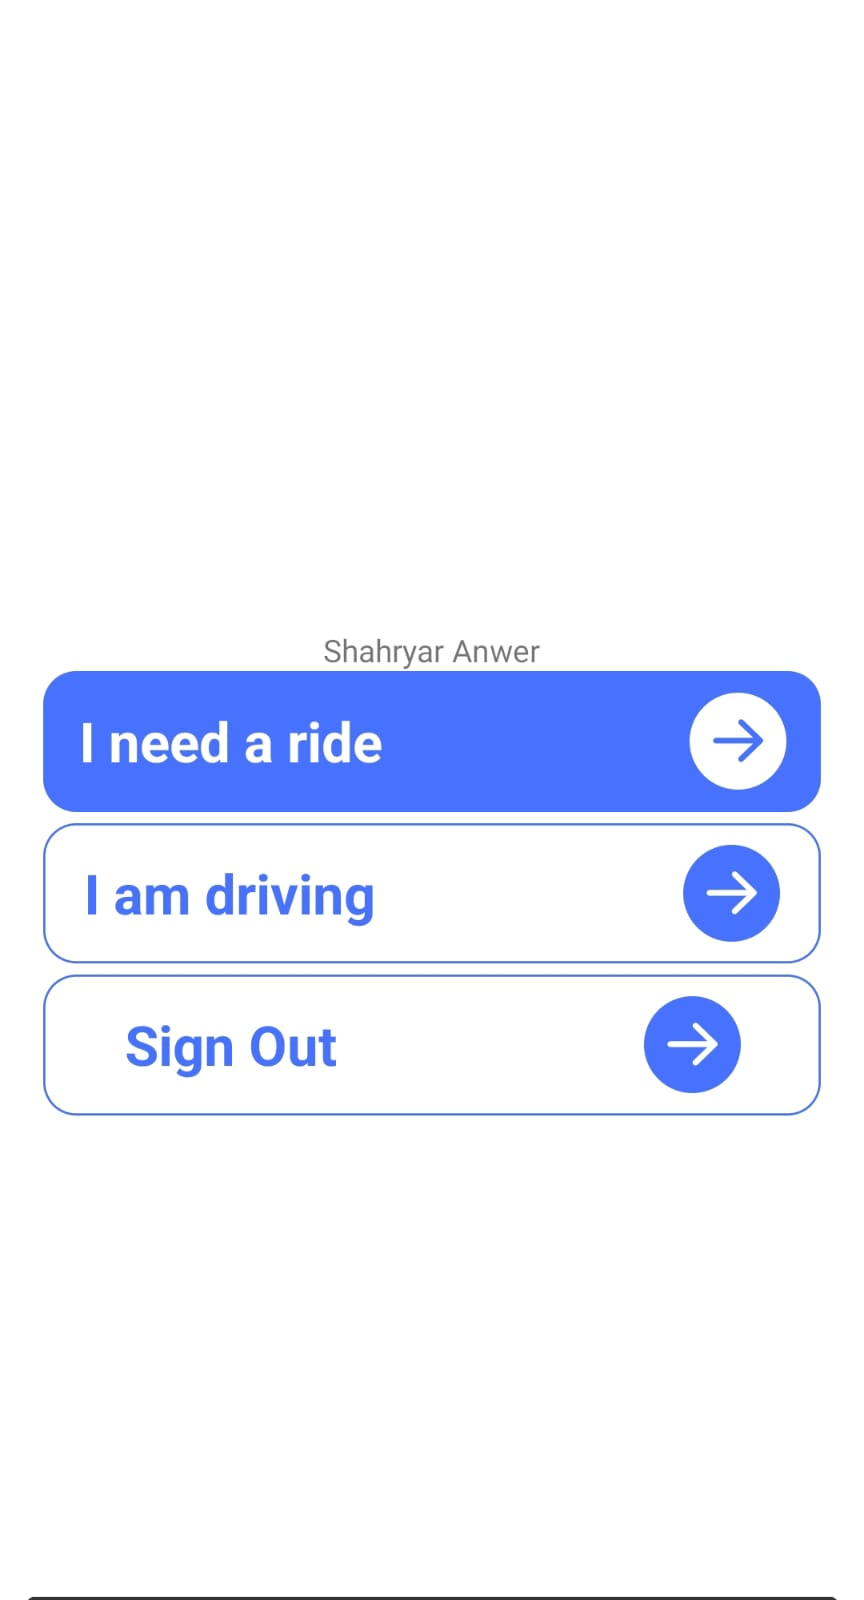 Shahryar Anwer
I need a ride
I am driving
Sign Out